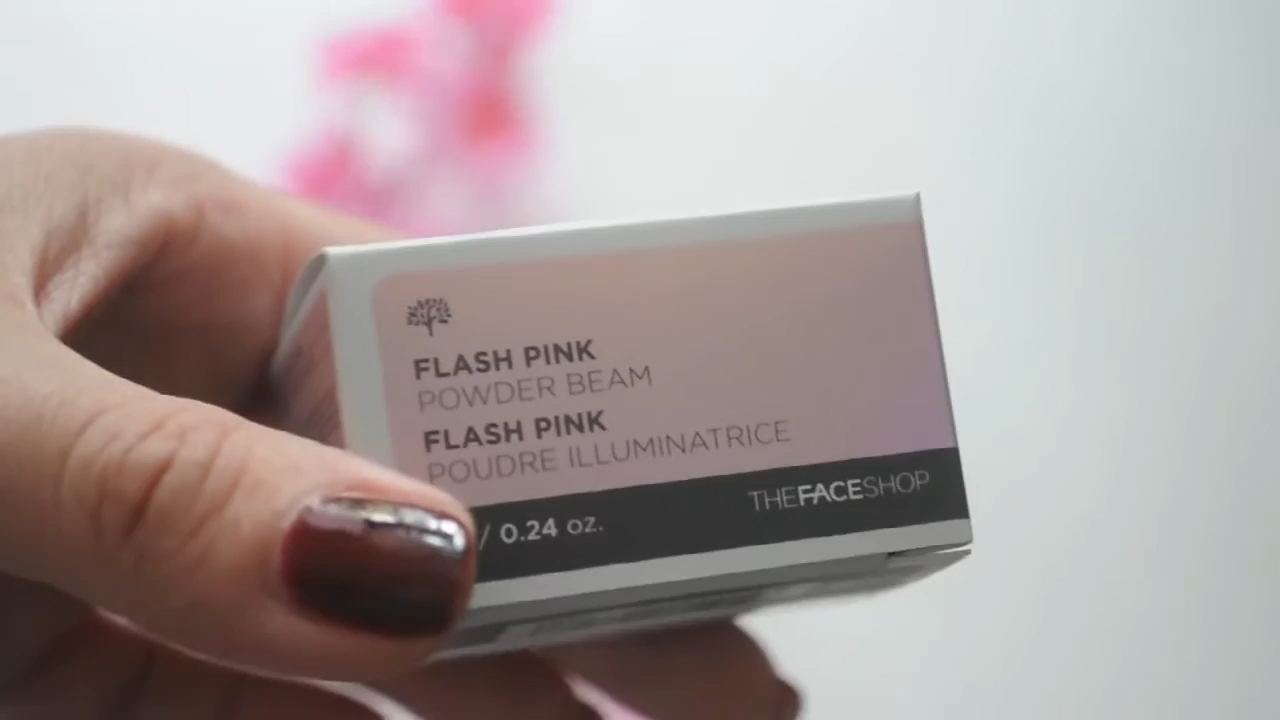 FLASH PINK
POWDER BEAM
FLASH PINK
POUDRE ILLUMINATRICE
/ 0.24 oz.
THEFACESHOP